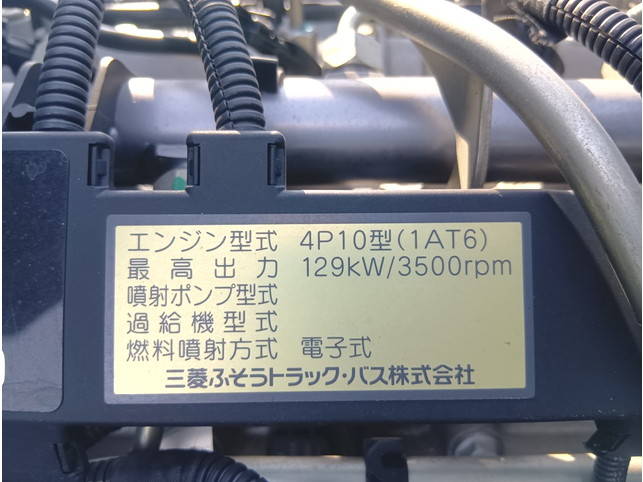 エンジン型式 4P10型(1AT6)
最高出力 129kW/3500rpm
噴射ポンプ型式
過給機型式
燃料噴射方式 電子式
三菱ふそうトラック・バス株式会社